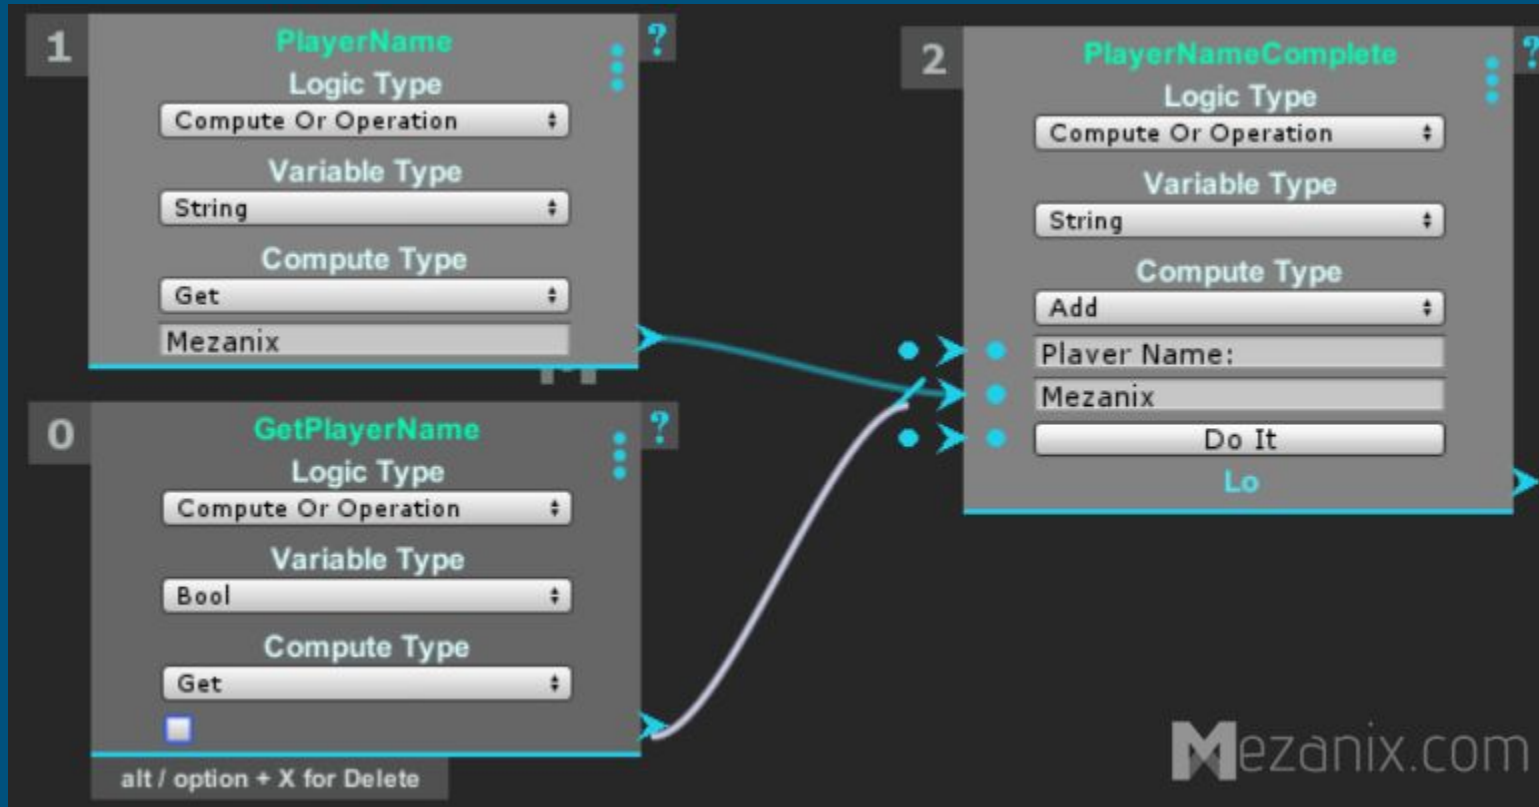 1
PlayerName
?
Logic Type
Compute Or Operation
Variable Type
String
Compute Type
Get
Mezanix
0
GetPlayerName
?
Logic Type
Compute Or Operation
Variable Type
Bool
Compute Type
Get
alt / option + X for Delete
2
PlayerNameComplete
?
Logic Type
Compute Or Operation
Variable Type
String
Compute Type
Add
Plaver Name:
Mezanix
Do It
Lo
Mezanix.com